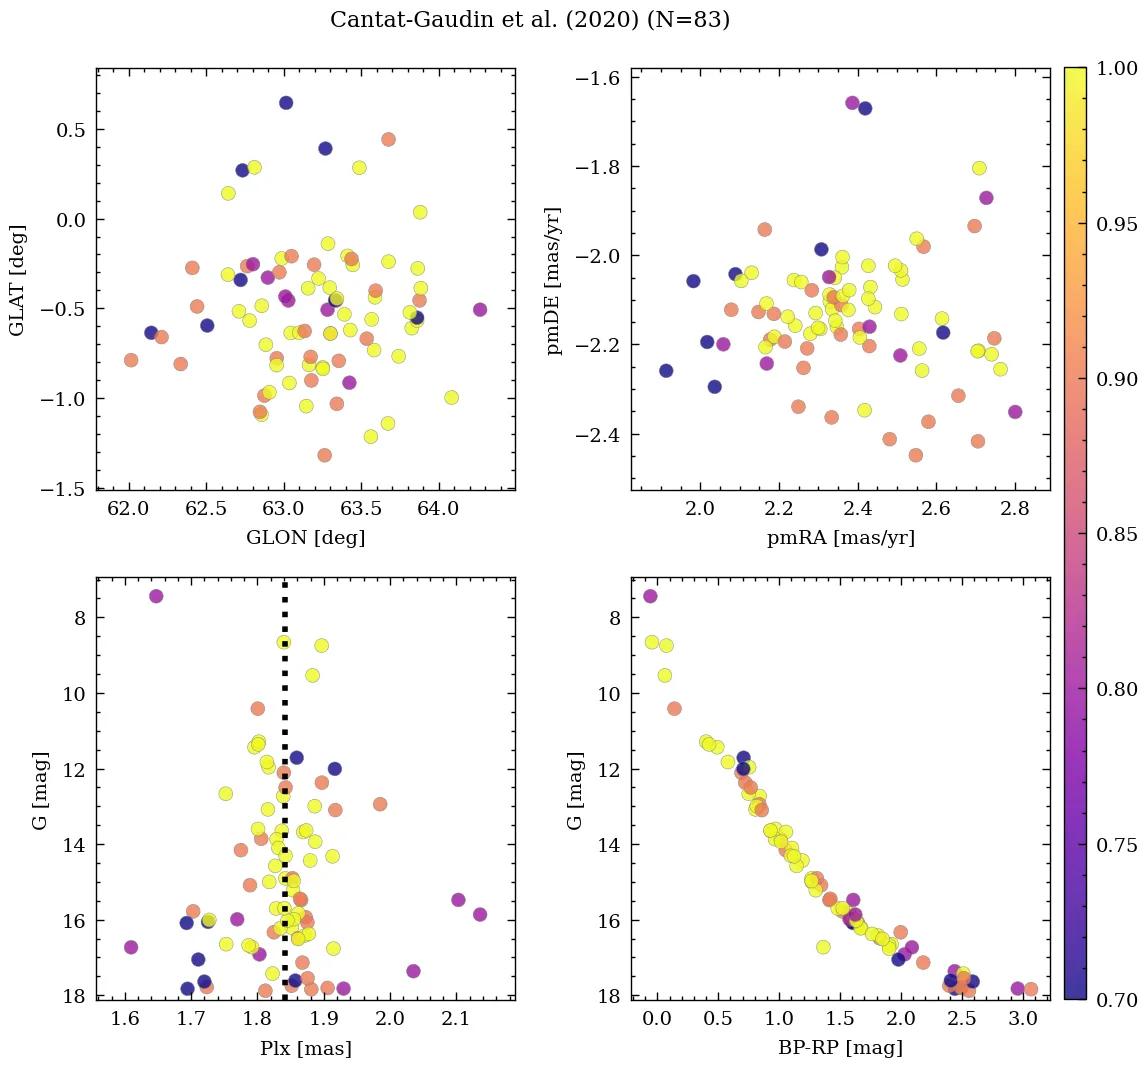 Cantat-Gaudin et al. (2020) (N=83)
GLAT [deg]
0.5
0.0
−0.5
−1.0
−1.5
62.0 62.5 63.0 63.5 64.0
GLON [deg]
pmDE [mas/yr]
−1.6
−1.8
−2.0
−2.2
−2.4
2.0 2.2 2.4 2.6 2.8
pmRA [mas/yr]
G [mag]
8
10
12
14
16
18
1.6 1.7 1.8 1.9 2.0 2.1
Plx [mas]
G [mag]
8
10
12
14
16
18
0.0 0.5 1.0 1.5 2.0 2.5 3.0
BP-RP [mag]
1.00
0.95
0.90
0.85
0.80
0.75
0.70